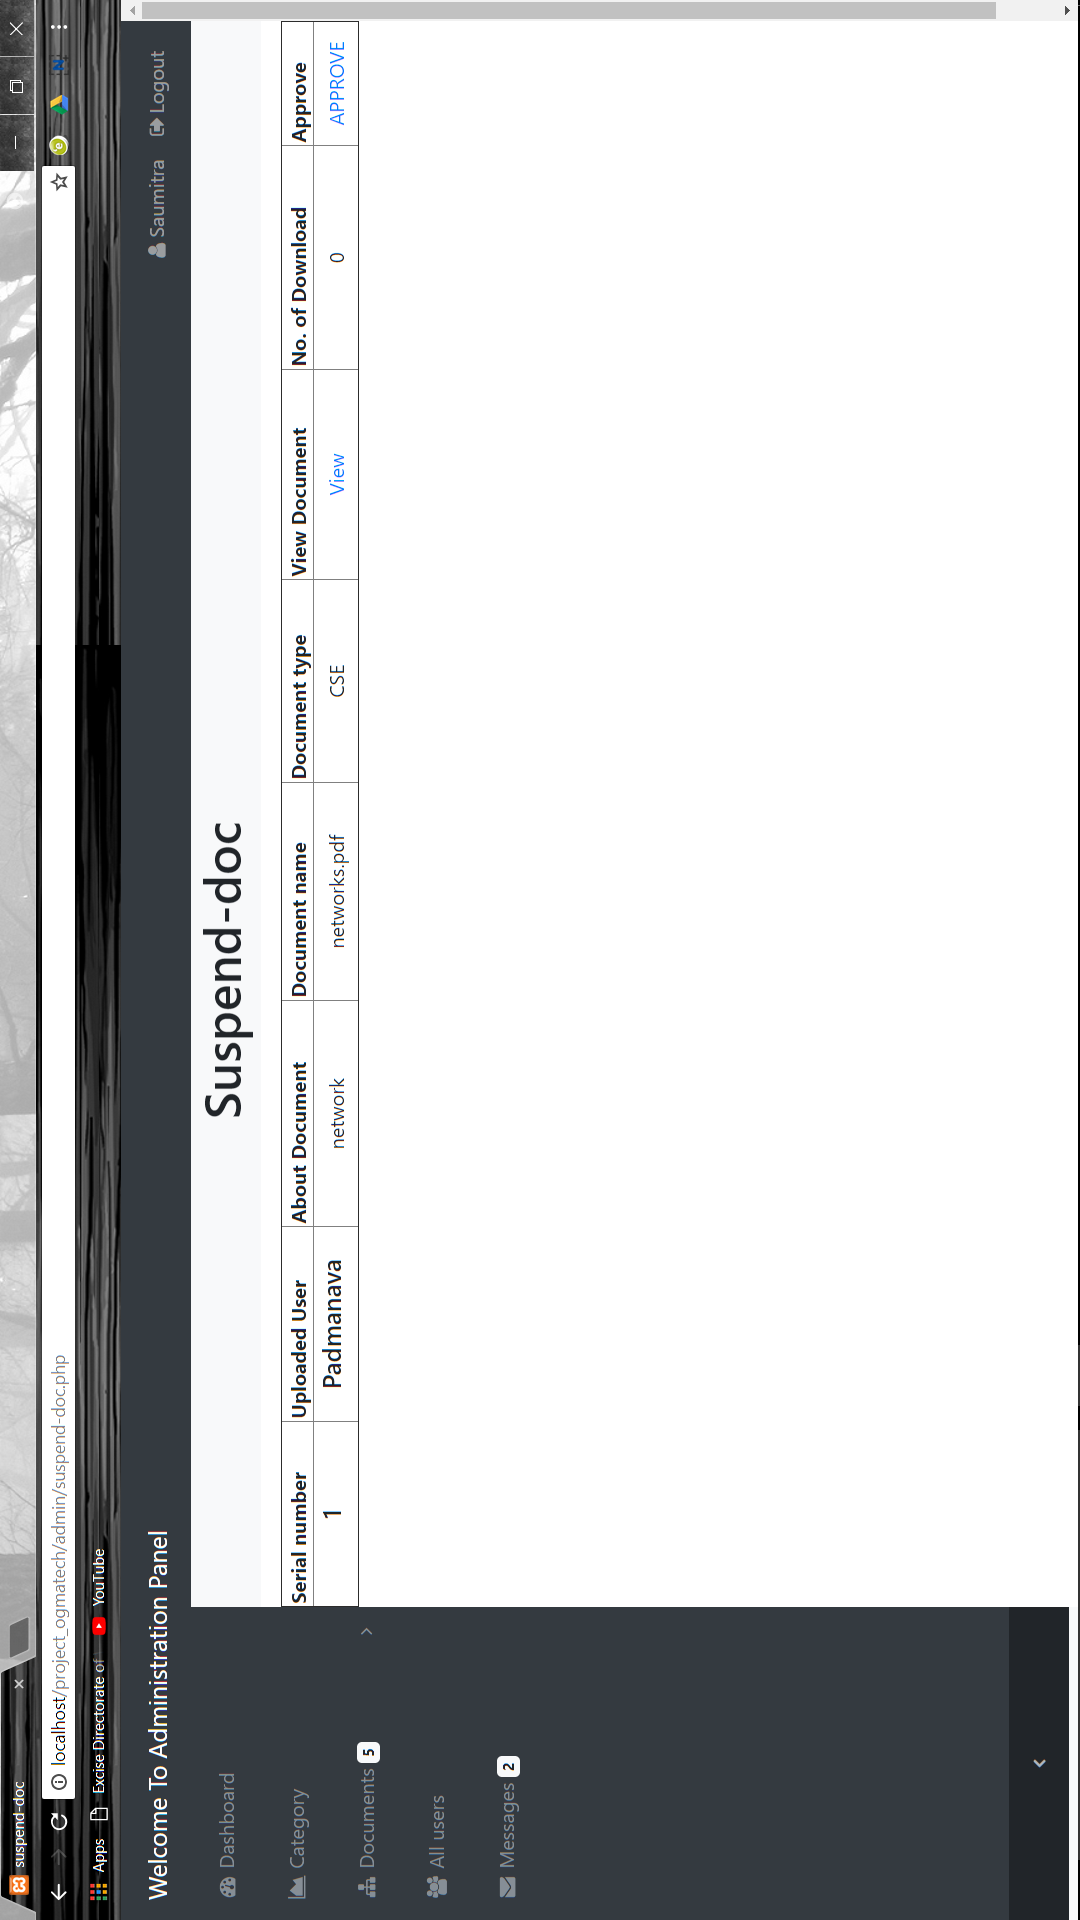 suspend-doc
localhost/project_ogmatech/admin/suspend-doc.php
Apps Excise Directorate of YouTube
Welcome To Administration Panel Saumitra Logout
Dashboard
Category
Documents 5
All users
Messages 2
Suspend-doc
Serial number Uploaded User About Document Document name Document type View Document No. of Download Approve
1 Padmanava network networks.pdf CSE View 0 APPROVE